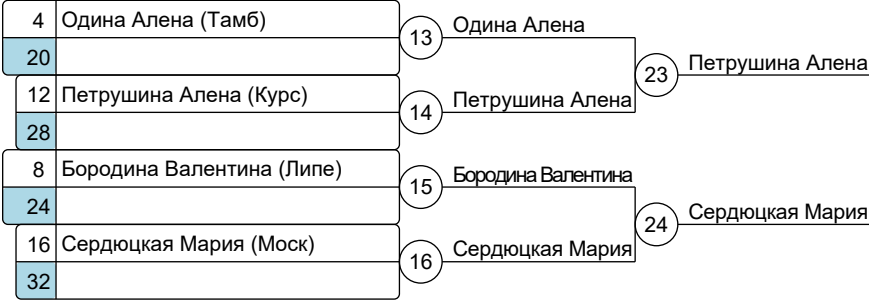 4 Одина Алена (Тамб)
20
12 Петрушина Алена (Курс)
28
8 Бородина Валентина (Липе)
24
16 Сердюцкая Мария (Моск)
32
13 Одина Алена
14 Петрушина Алена
15 Бородина Валентина
16 Сердюцкая Мария
23 Петрушина Алена
24 Сердюцкая Мария